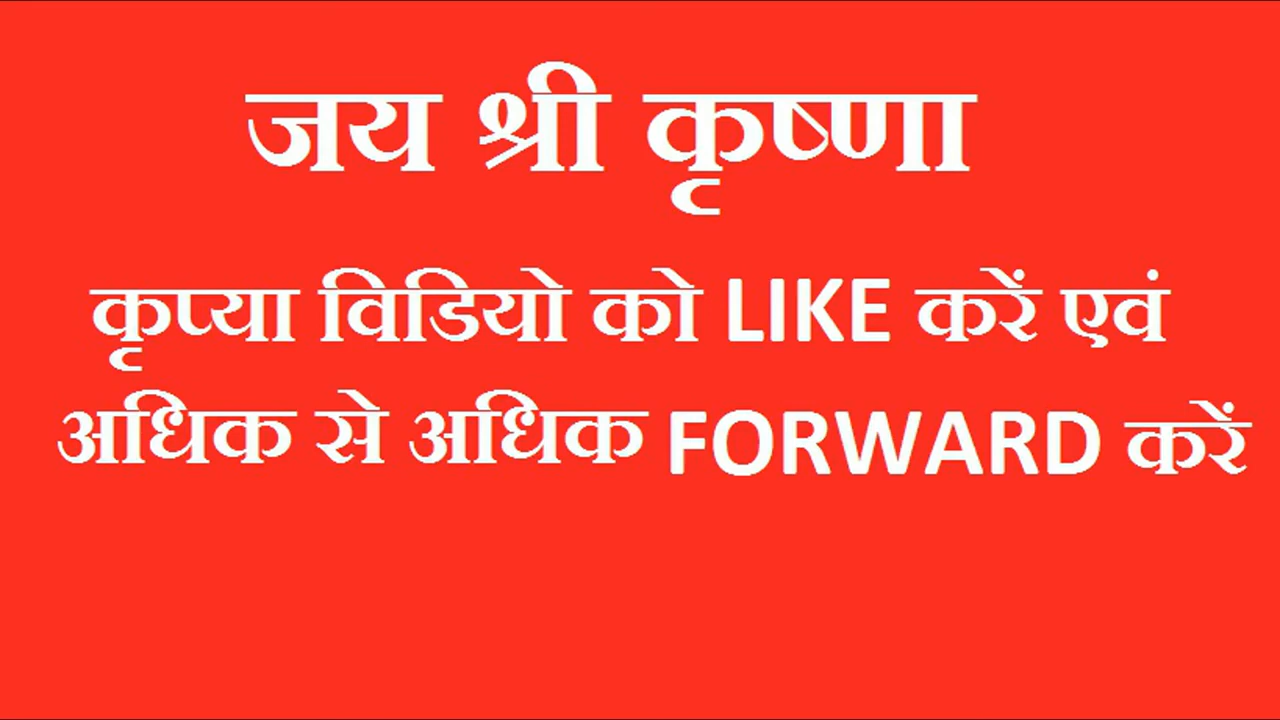 जय श्री कृष्णा
कृप्या विडियो को LIKE करें एवं
अधिक से अधिक FORWARD करें